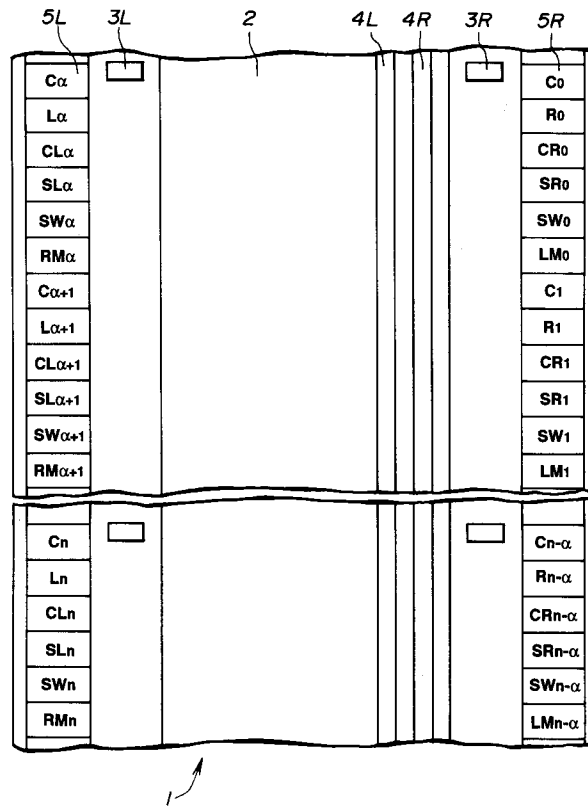 5L 3L 2 4L 4R 3R 5R
Cα C0
Lα R0
CLα CR0
SLα SR0
SWα SW0
RMα LM0
Cα+1 C1
Lα+1 R1
CLα+1 CR1
SLα+1 SR1
SWα+1 SW1
RMα+1 LM1
Cn Cn-α
Ln Rn-α
CLn CRn-α
SLn SRn-α
SWn SWn-α
RMn LMn-α
1